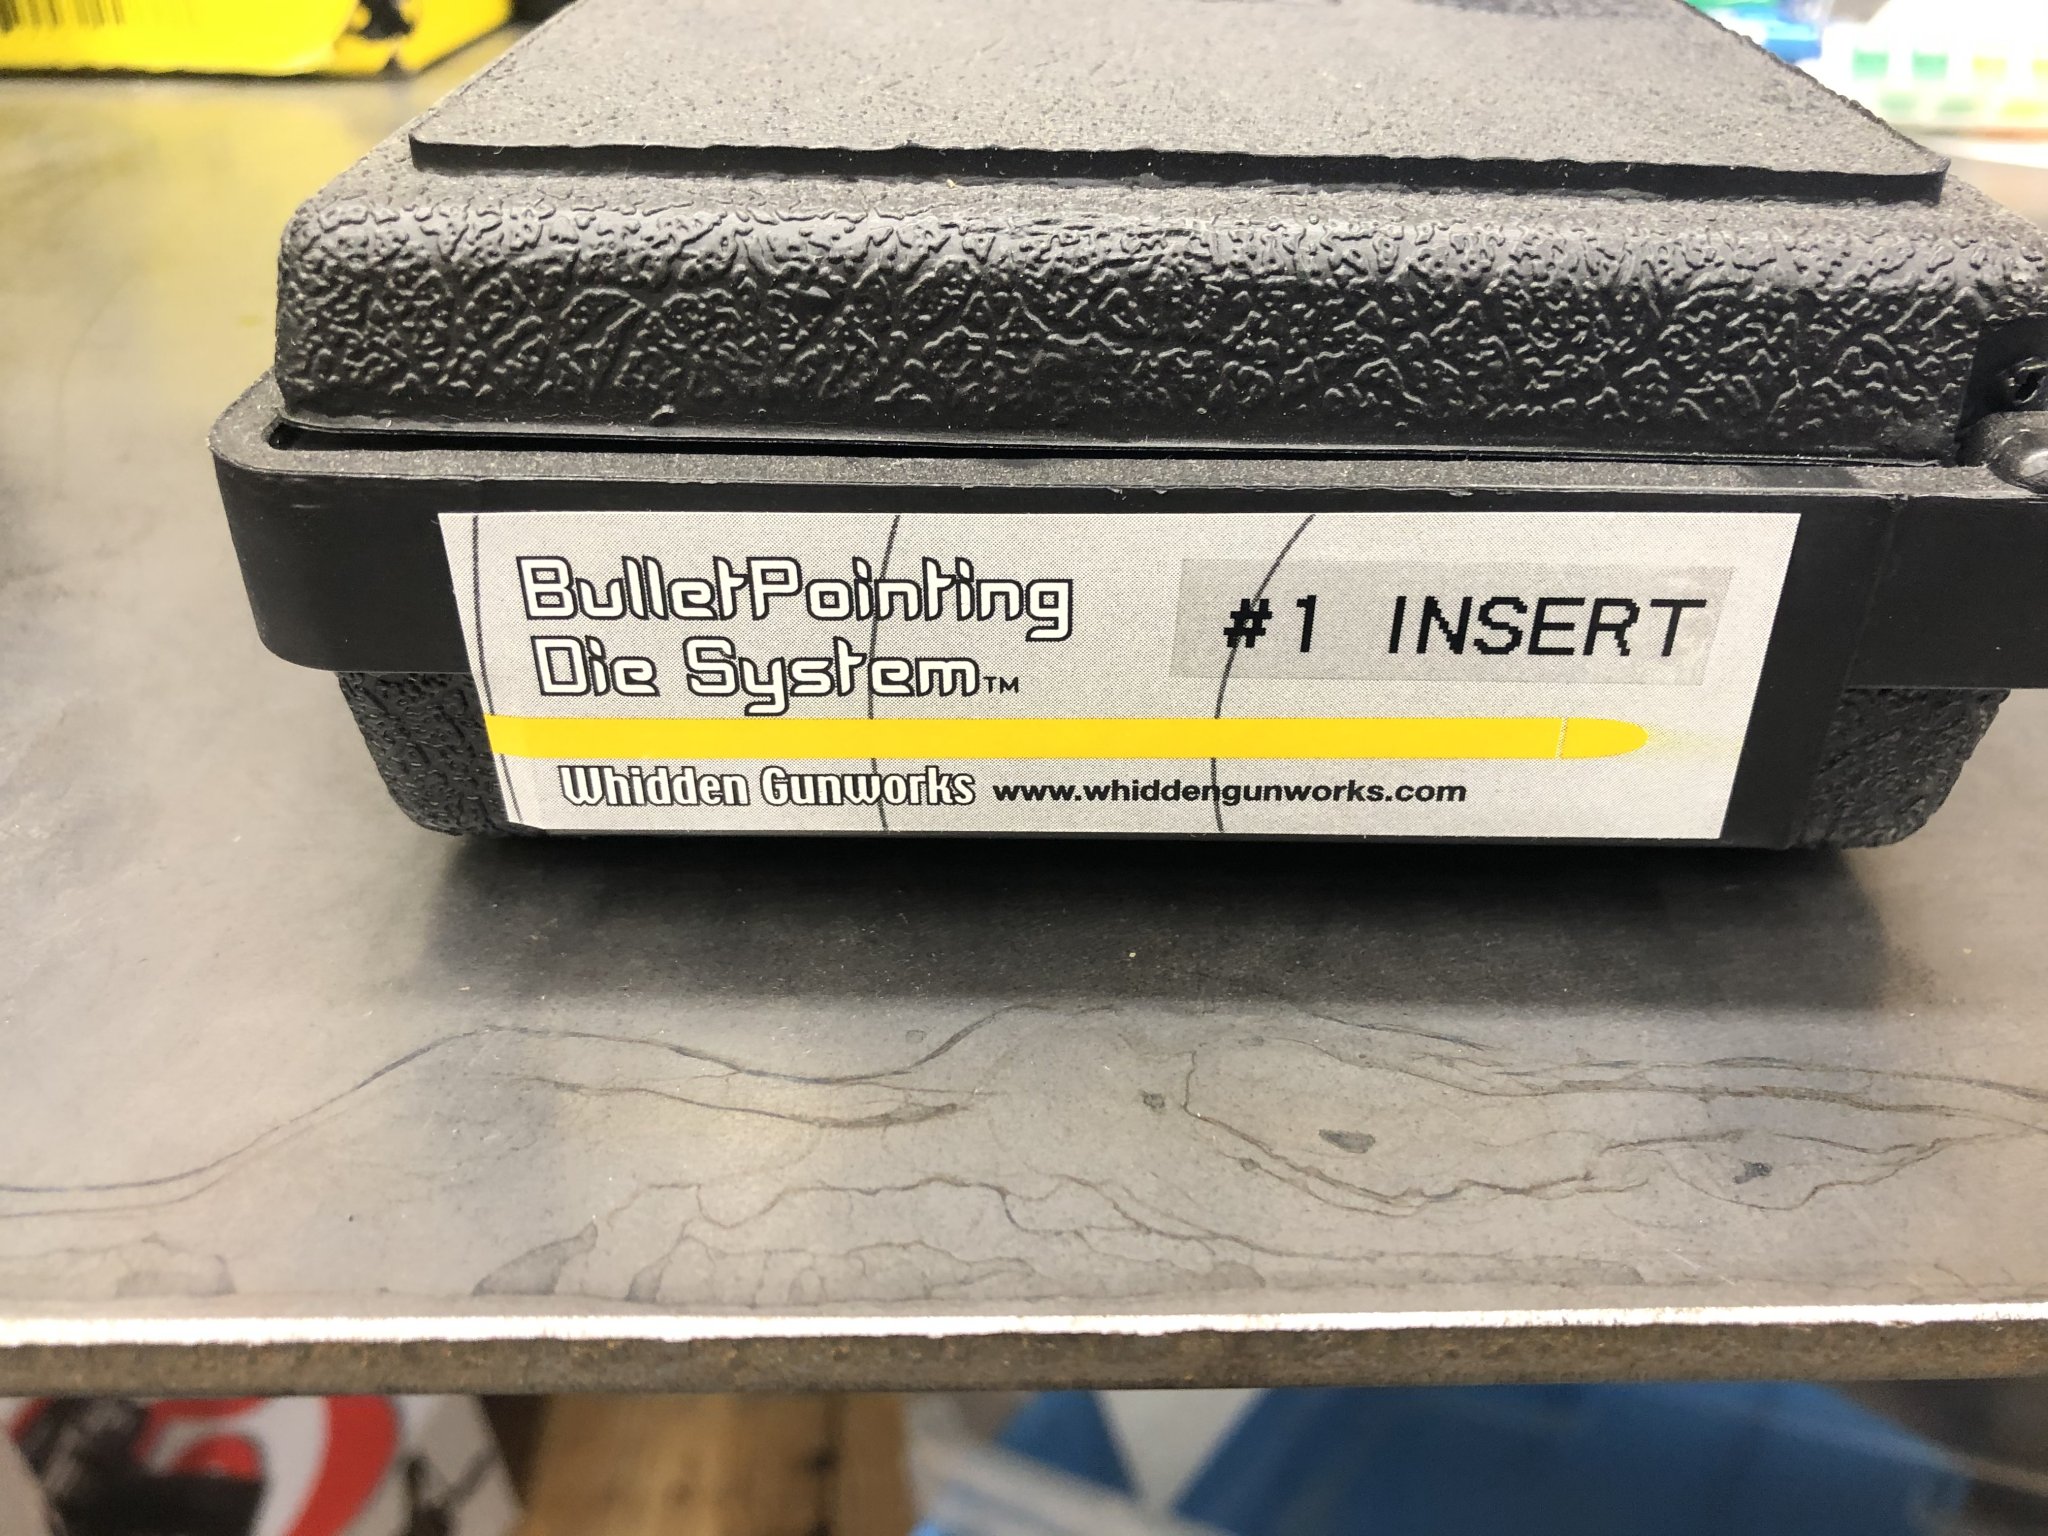 BulletPointing
Die System™
#1 INSERT
Whidden Gunworks www.whiddengunworks.com